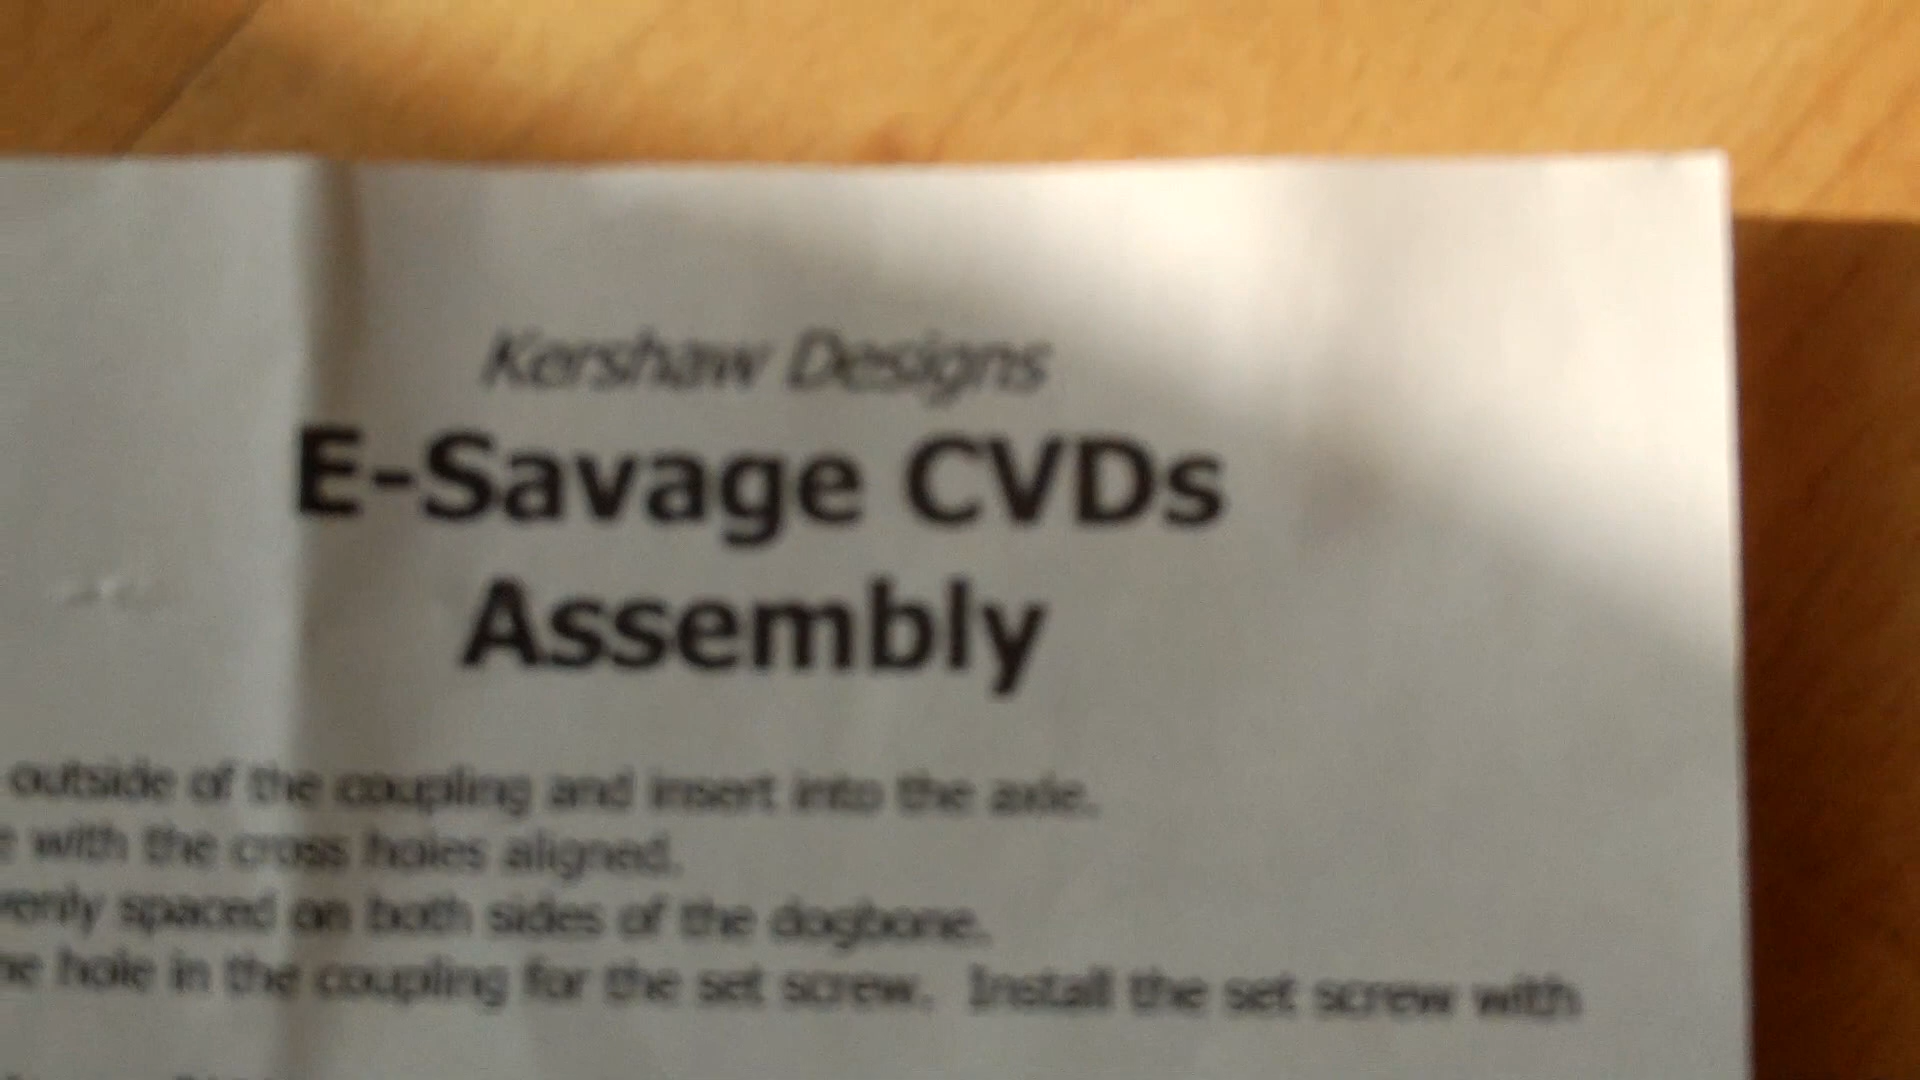 Kershaw Designs
E-Savage CVDs
Assembly
outside of the coupling and insert into the axle.
with the cross holes aligned.
spaced on both sides of the dogbone.
hole in the coupling for the set screw. Install the set screw with